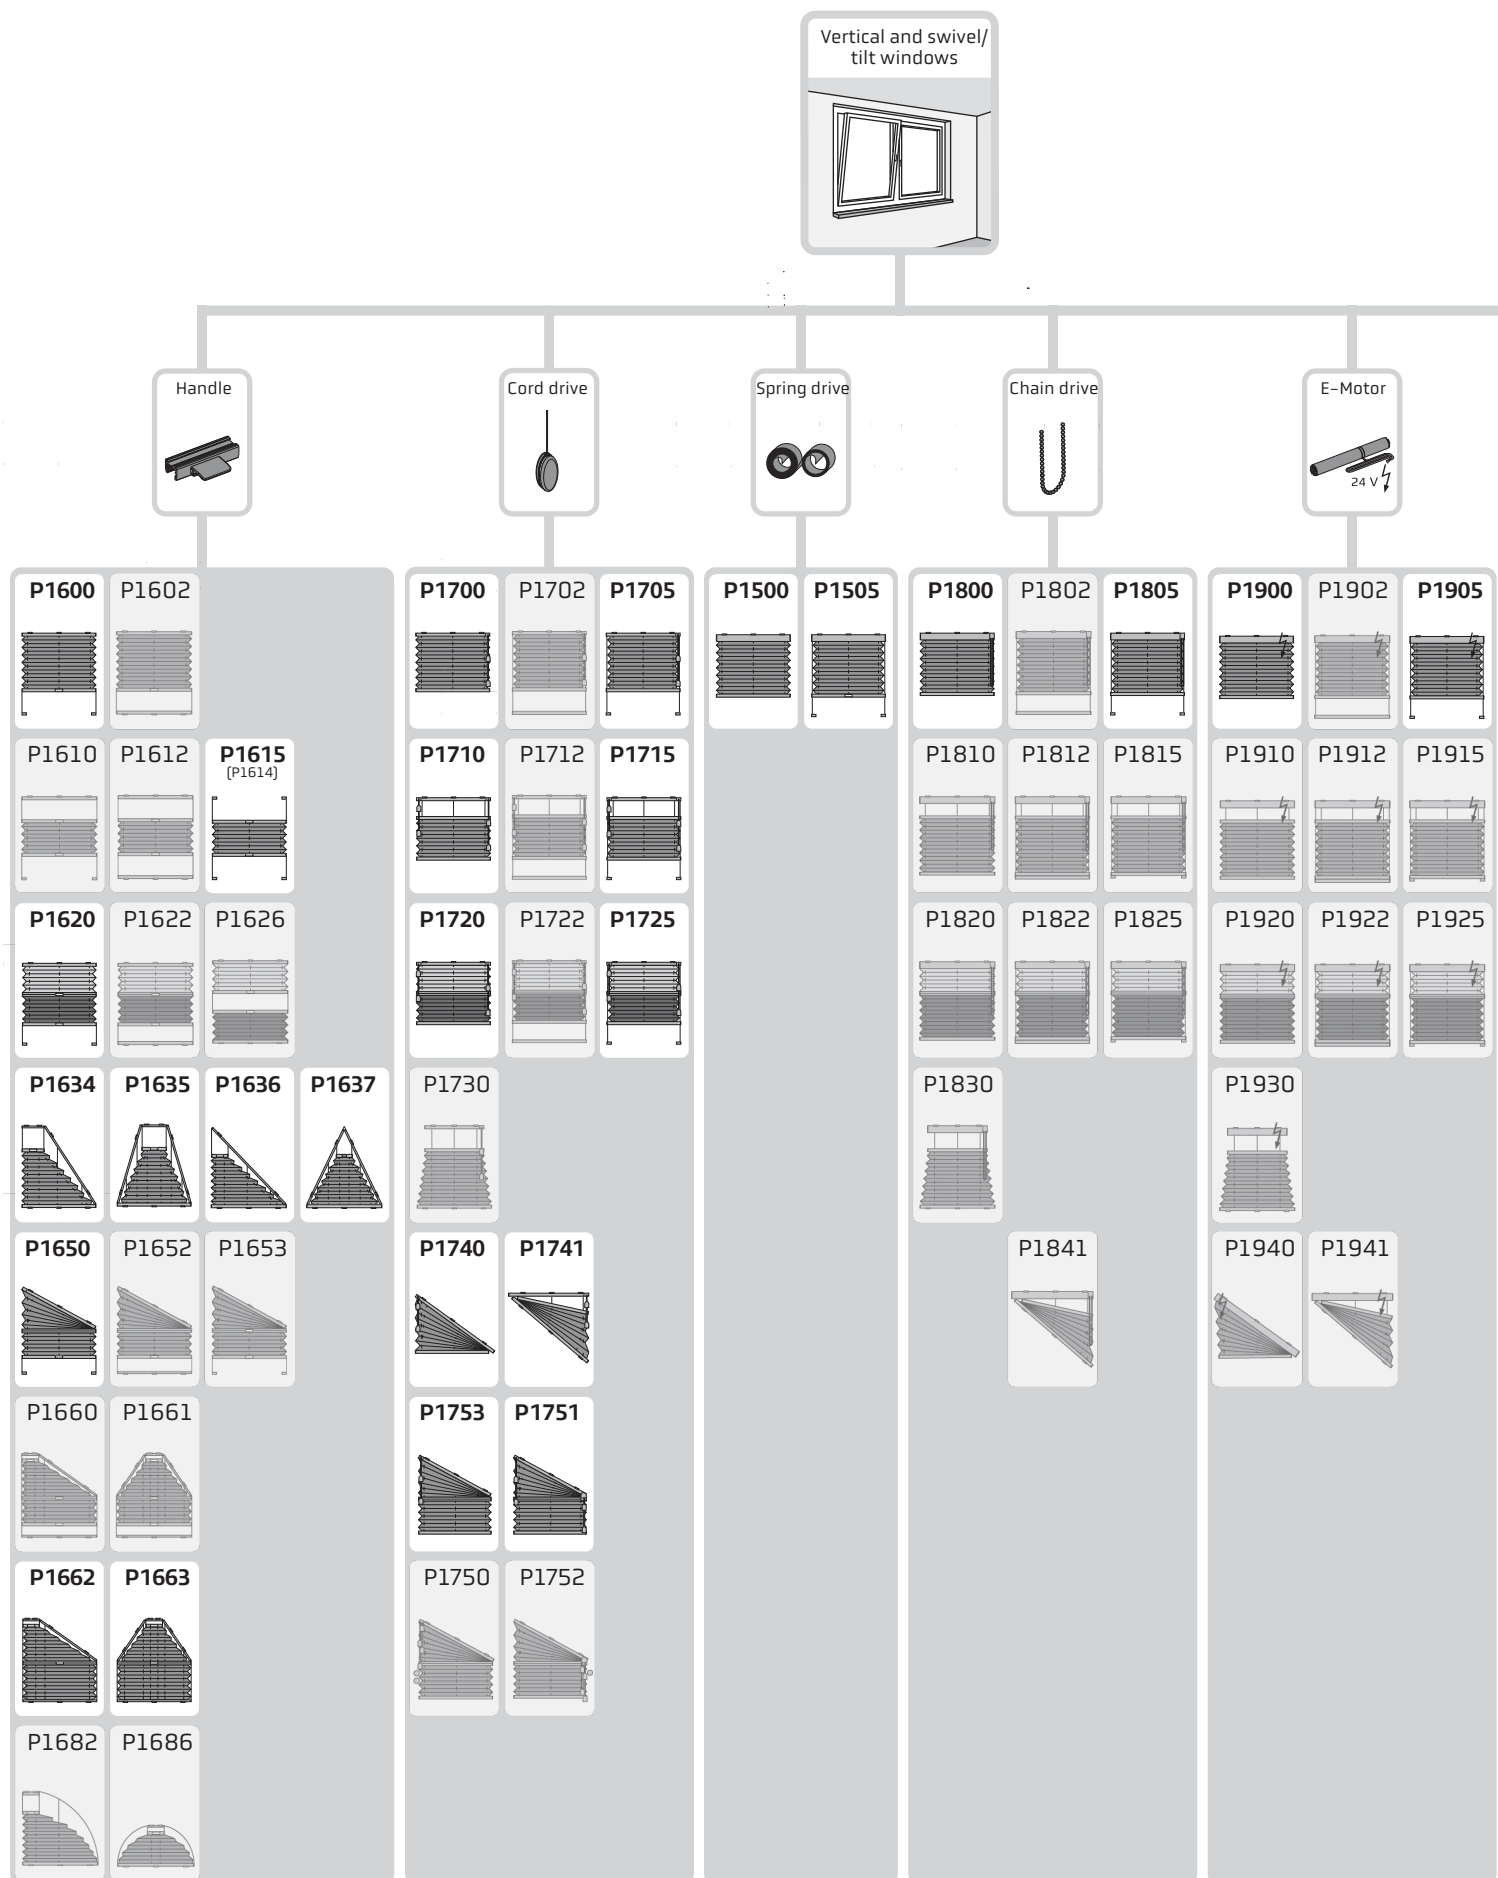 Vertical and swivel/
tilt windows
Handle
Cord drive
Spring drive
Chain drive
E-Motor
24 V
P1600 P1602
P1700 P1702 P1705
P1500 P1505
P1800 P1802 P1805
P1900 P1902 P1905
P1610 P1612 P1615
(P1614)
P1710 P1712 P1715
P1810 P1812 P1815
P1910 P1912 P1915
P1620 P1622 P1626
P1720 P1722 P1725
P1820 P1822 P1825
P1920 P1922 P1925
P1634 P1635 P1636 P1637
P1730
P1830
P1930
P1650 P1652 P1653
P1740 P1741
P1841
P1940 P1941
P1660 P1661
P1753 P1751
P1662 P1663
P1750 P1752
P1682 P1686